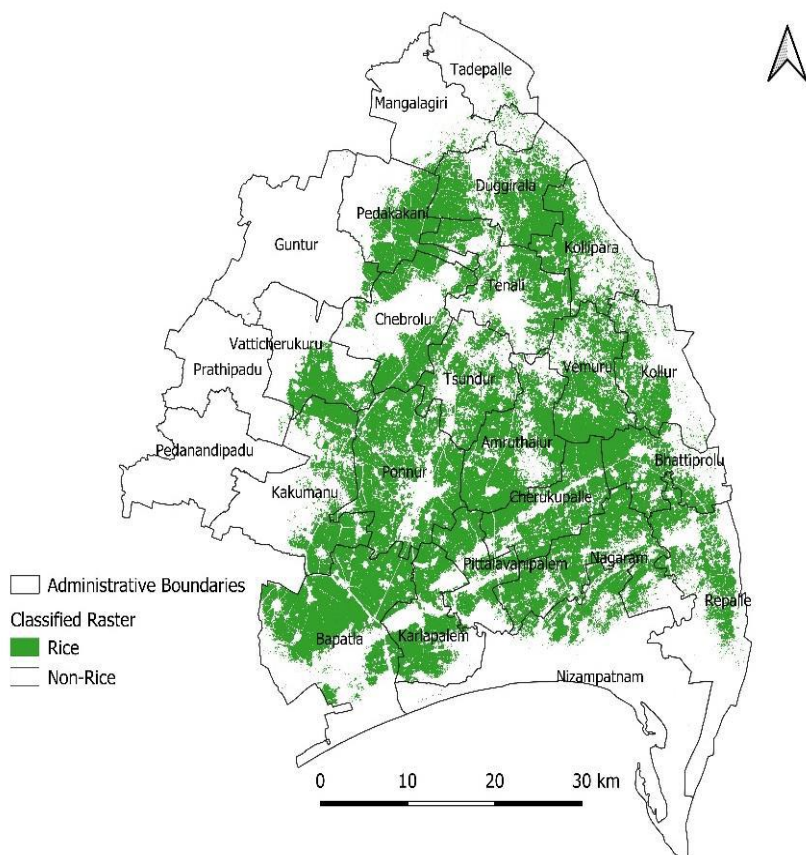 Tadepalle
Mangalagiri
Duggirala
Pedakakani
Guntur
Kollipara
Tenali
Chebrolu
Vatticherukuru
Prathipadu
Tsundur
Vemuru
Kollur
Amruthalur
Pedanandipadu
Ponnur
Bhattiprolu
Kakumanu
Cherukupalle
Pittalavanipalem
Nagaram
Repalle
Bapatla
Karlapalem
Nizampatnam
Administrative Boundaries
Classified Raster
Rice
Non-Rice
0 10 20 30 km